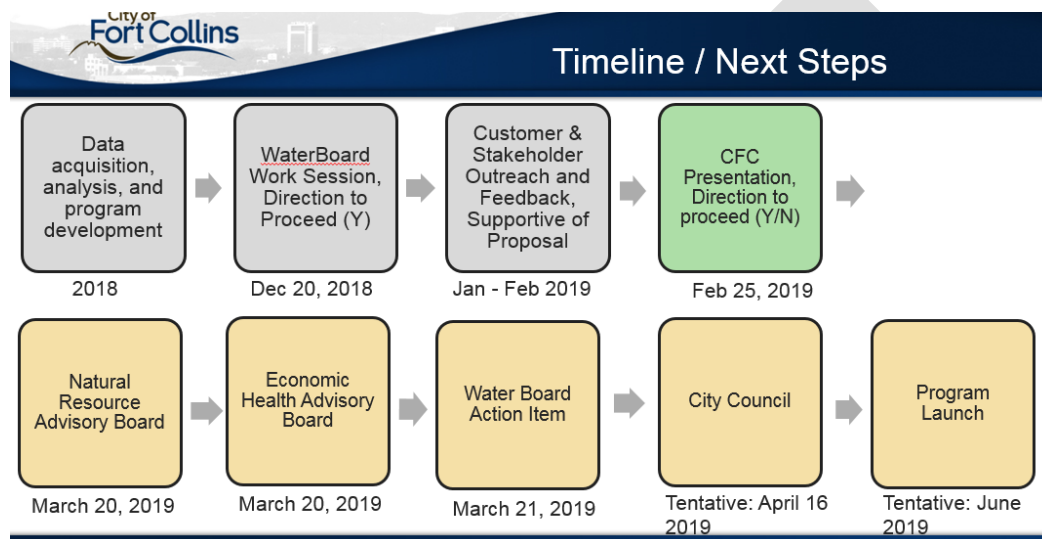 City of
Fort Collins
Timeline / Next Steps
Data
acquisition,
analysis, and
program
development
2018
WaterBoard
Work Session,
Direction to
Proceed (Y)
Dec 20, 2018
Customer &
Stakeholder
Outreach and
Feedback,
Supportive of
Proposal
Jan - Feb 2019
CFC
Presentation,
Direction to
proceed (Y/N)
Feb 25, 2019
Natural
Resource
Advisory Board
March 20, 2019
Economic
Health Advisory
Board
March 20, 2019
Water Board
Action Item
March 21, 2019
City Council
Tentative: April 16
2019
Program
Launch
Tentative: June
2019